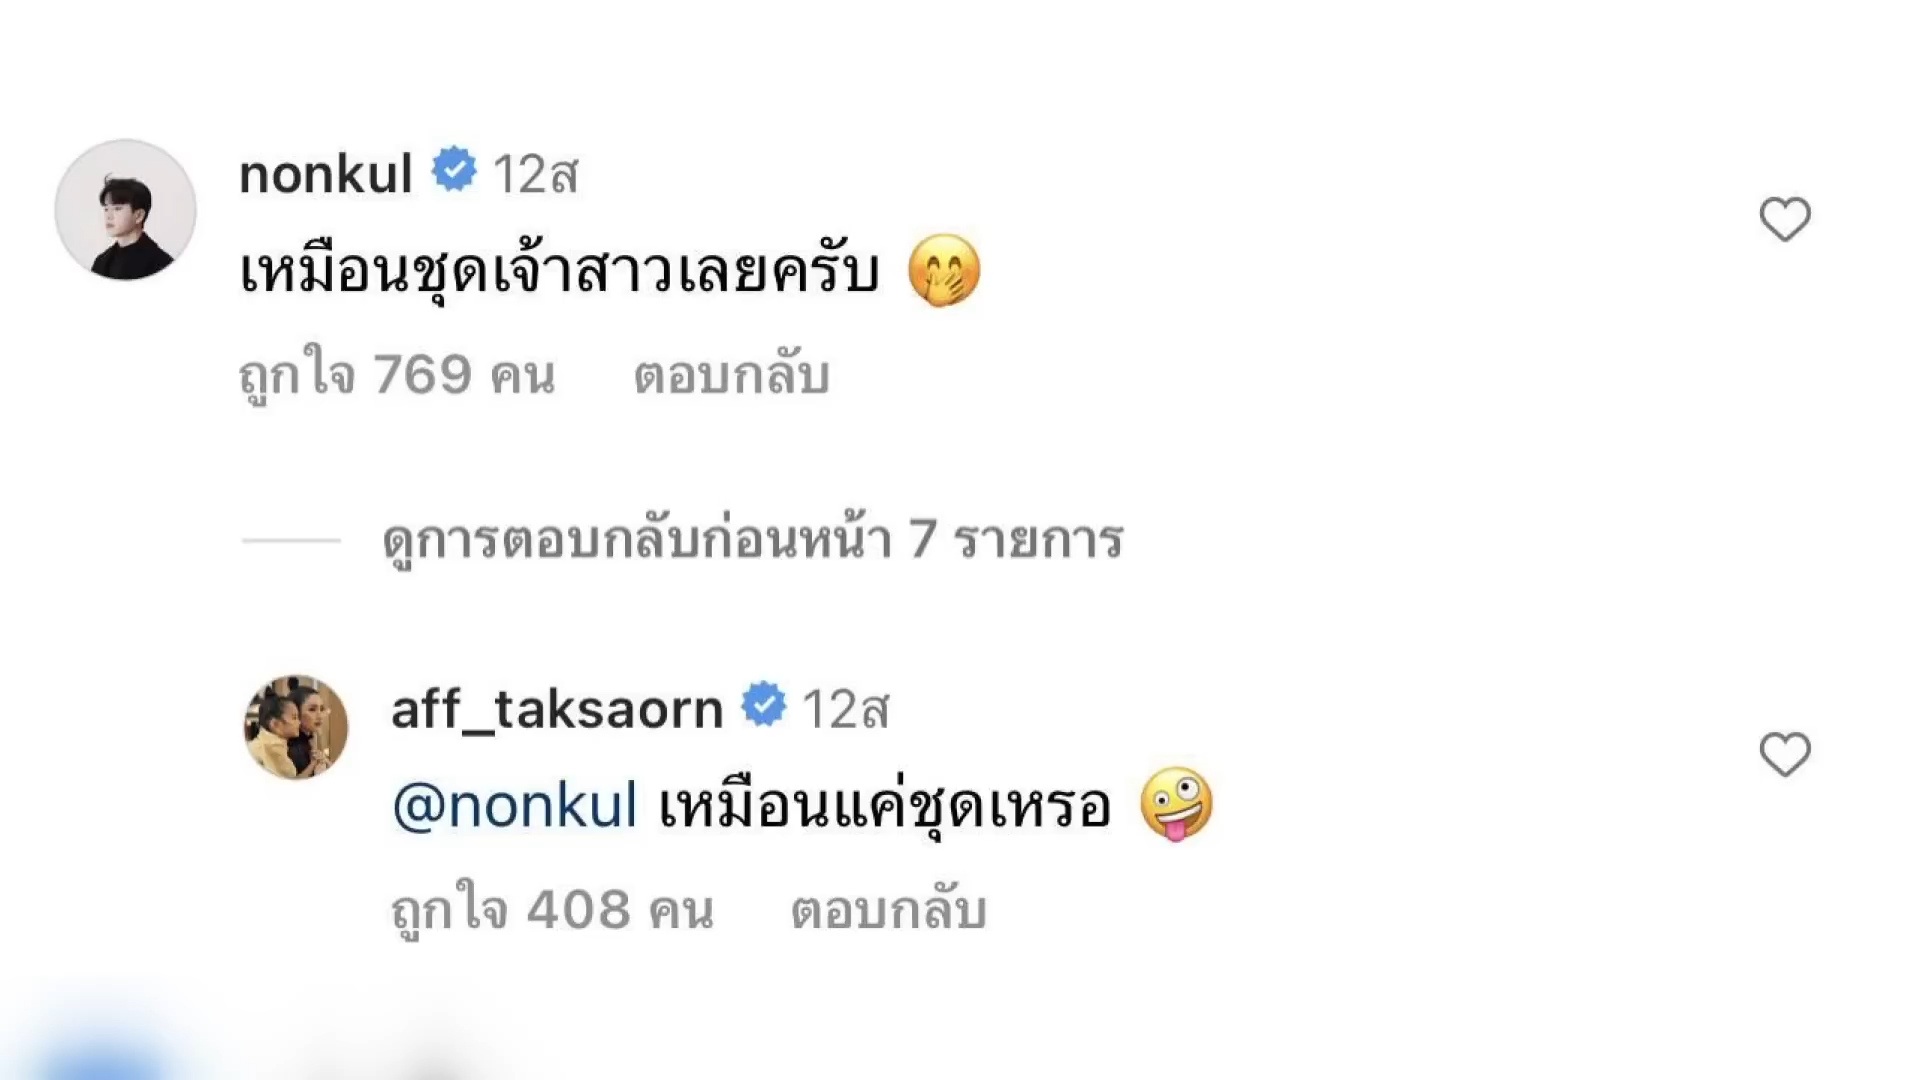 nonkul 12ส
เหมือนชุดเจ้าสาวเลยครับ 🤭
ถูกใจ 769 คน ตอบกลับ
ดูการตอบกลับก่อนหน้า 7 รายการ
aff_taksaorn 12ส
@nonkul เหมือนแค่ชุดเหรอ 🤪
ถูกใจ 408 คน ตอบกลับ